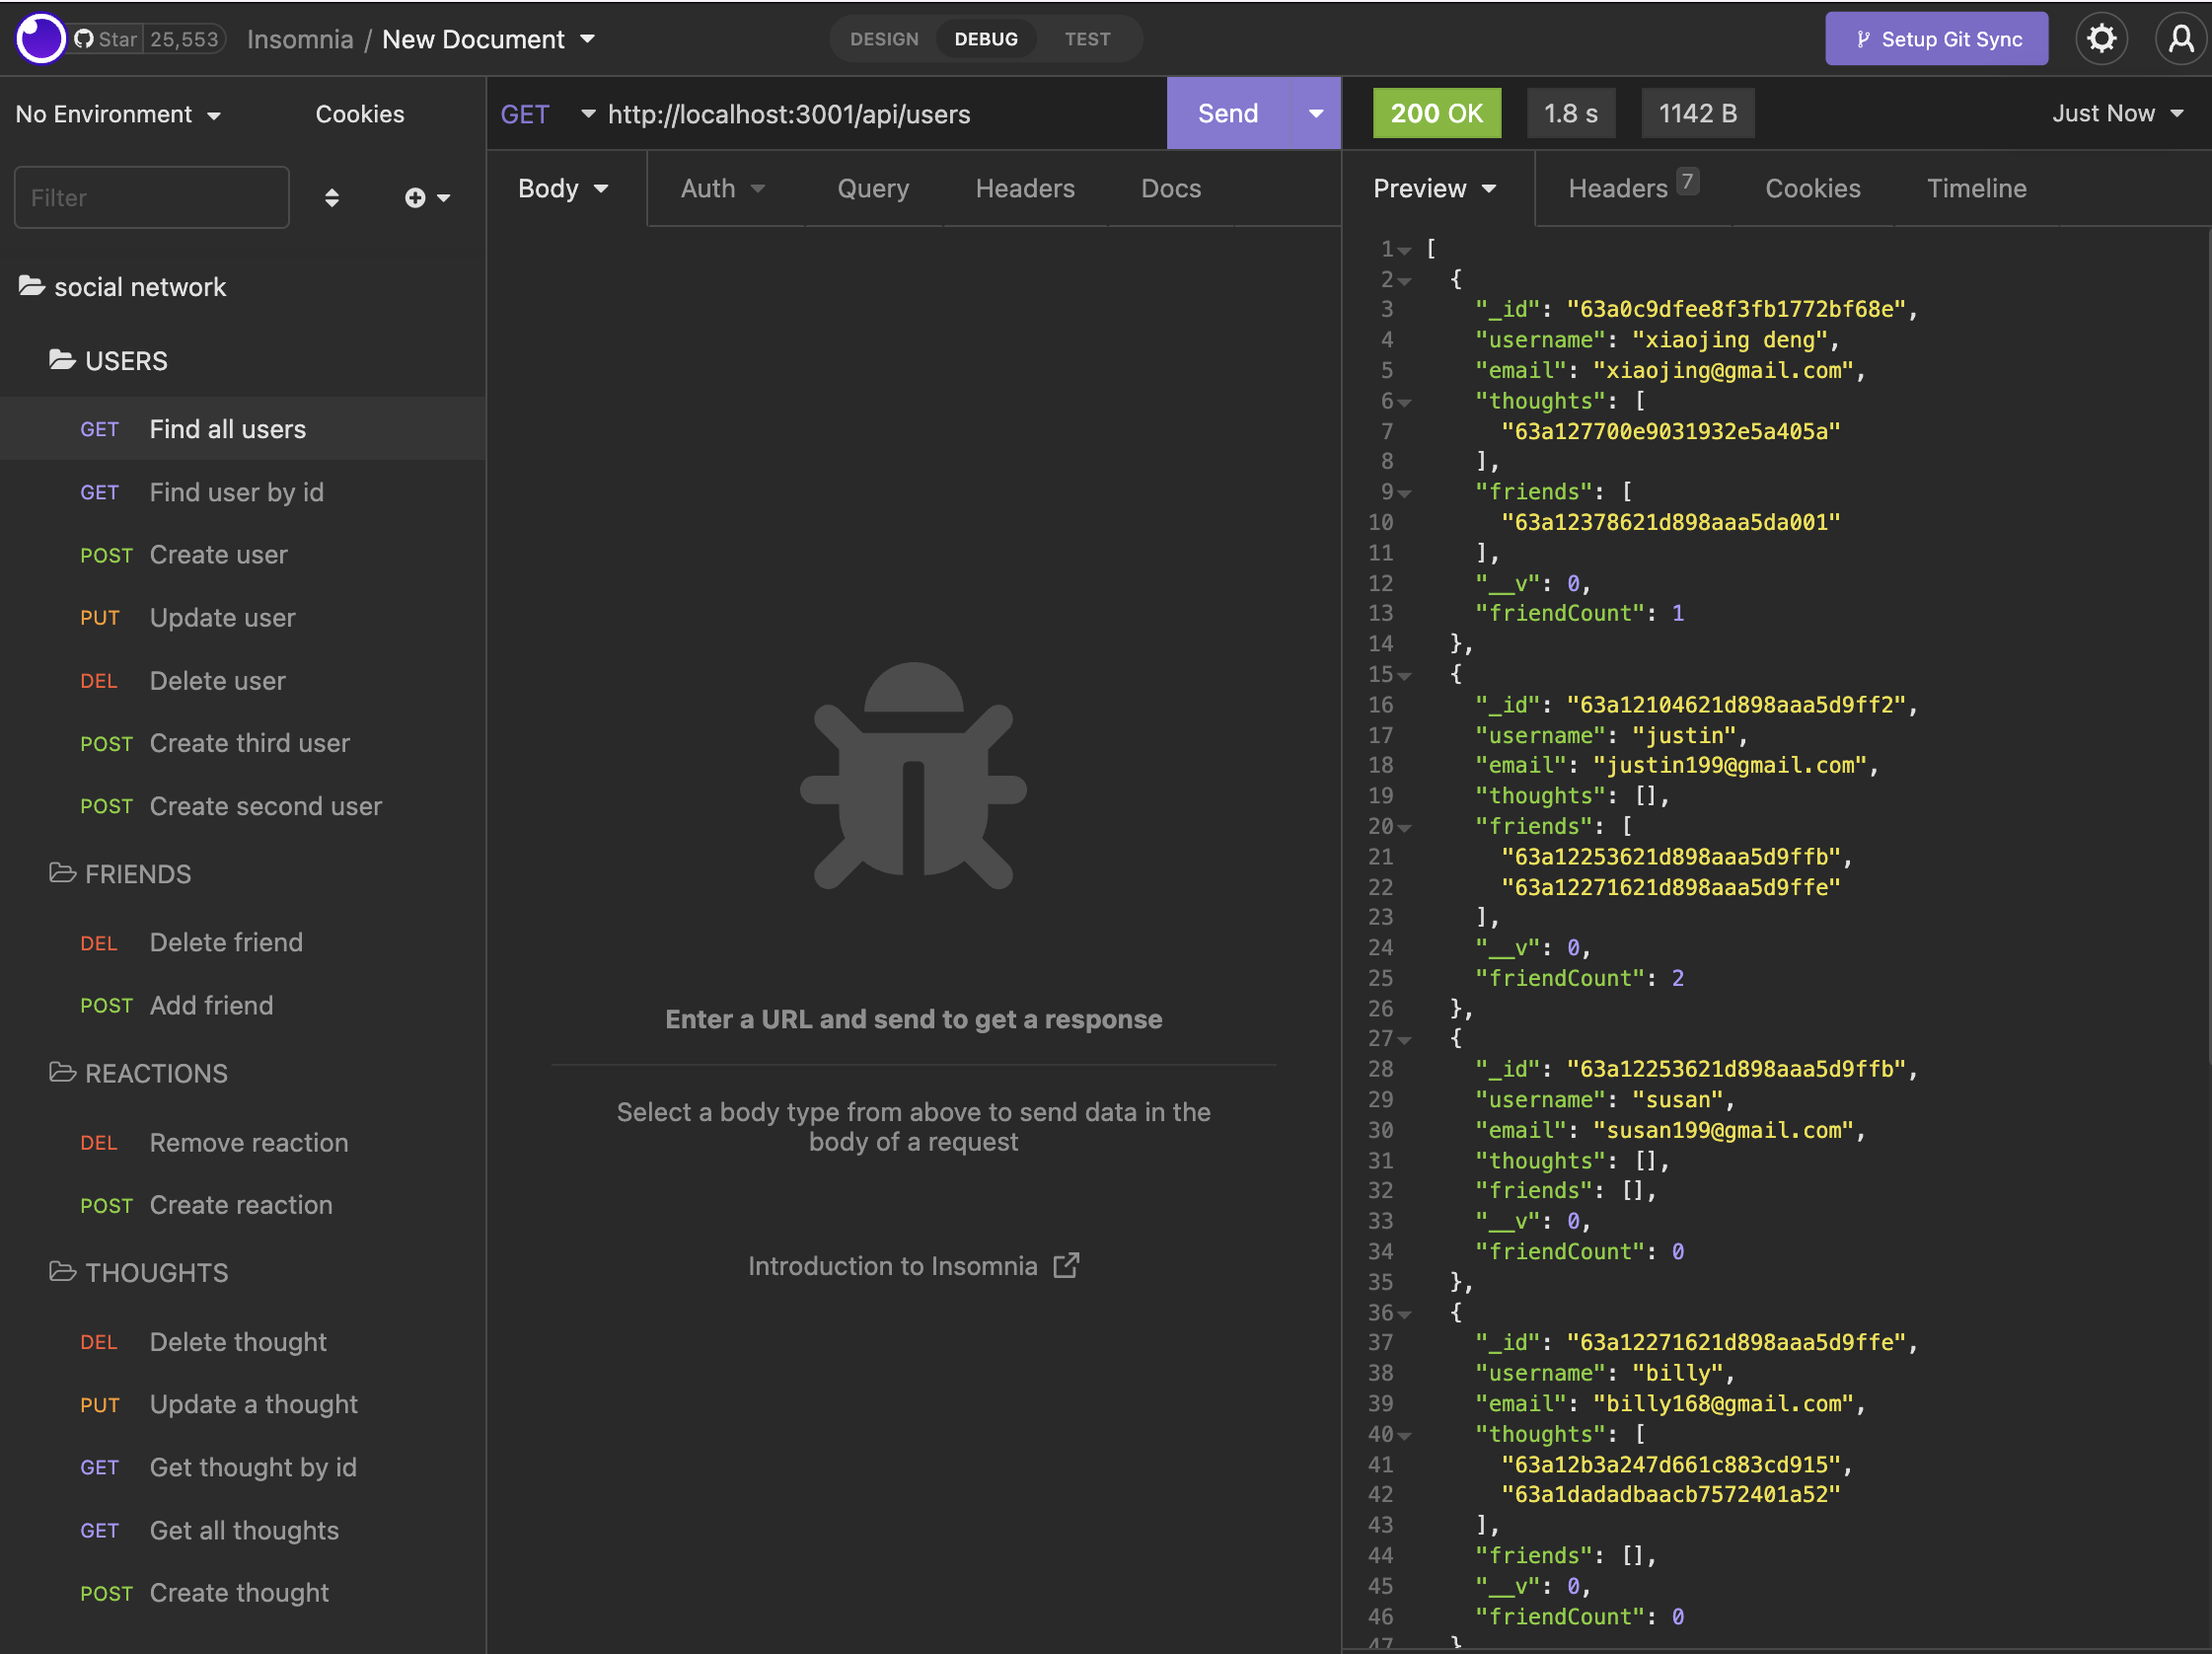 Star 25,553 Insomnia / New Document
DESIGN DEBUG TEST
Setup Git Sync
No Environment Cookies
Filter
social network
USERS
GET Find all users
GET Find user by id
POST Create user
PUT Update user
DEL Delete user
POST Create third user
POST Create second user
FRIENDS
DEL Delete friend
POST Add friend
REACTIONS
DEL Remove reaction
POST Create reaction
THOUGHTS
DEL Delete thought
PUT Update a thought
GET Get thought by id
GET Get all thoughts
POST Create thought
GET http://localhost:3001/api/users Send
Body Auth Query Headers Docs
Enter a URL and send to get a response
Select a body type from above to send data in the
body of a request
Introduction to Insomnia
200 OK 1.8 s 1142 B Just Now
Preview Headers 7 Cookies Timeline
1 [
2 {
3 "_id": "63a0c9dfee8f3fb1772bf68e",
4 "username": "xiaojing deng",
5 "email": "xiaojing@gmail.com",
6 "thoughts": [
7 "63a127700e9031932e5a405a"
8 ],
9 "friends": [
10 "63a12378621d898aaa5da001"
11 ],
12 "__v": 0,
13 "friendCount": 1
14 },
15 {
16 "_id": "63a12104621d898aaa5d9ff2",
17 "username": "justin",
18 "email": "justin199@gmail.com",
19 "thoughts": [],
20 "friends": [
21 "63a12253621d898aaa5d9ffb",
22 "63a12271621d898aaa5d9ffe"
23 ],
24 "__v": 0,
25 "friendCount": 2
26 },
27 {
28 "_id": "63a12253621d898aaa5d9ffb",
29 "username": "susan",
30 "email": "susan199@gmail.com",
31 "thoughts": [],
32 "friends": [],
33 "__v": 0,
34 "friendCount": 0
35 },
36 {
37 "_id": "63a12271621d898aaa5d9ffe",
38 "username": "billy",
39 "email": "billy168@gmail.com",
40 "thoughts": [
41 "63a12b3a247d661c883cd915",
42 "63a1dadadbaacb7572401a52"
43 ],
44 "friends": [],
45 "__v": 0,
46 "friendCount": 0
47 }